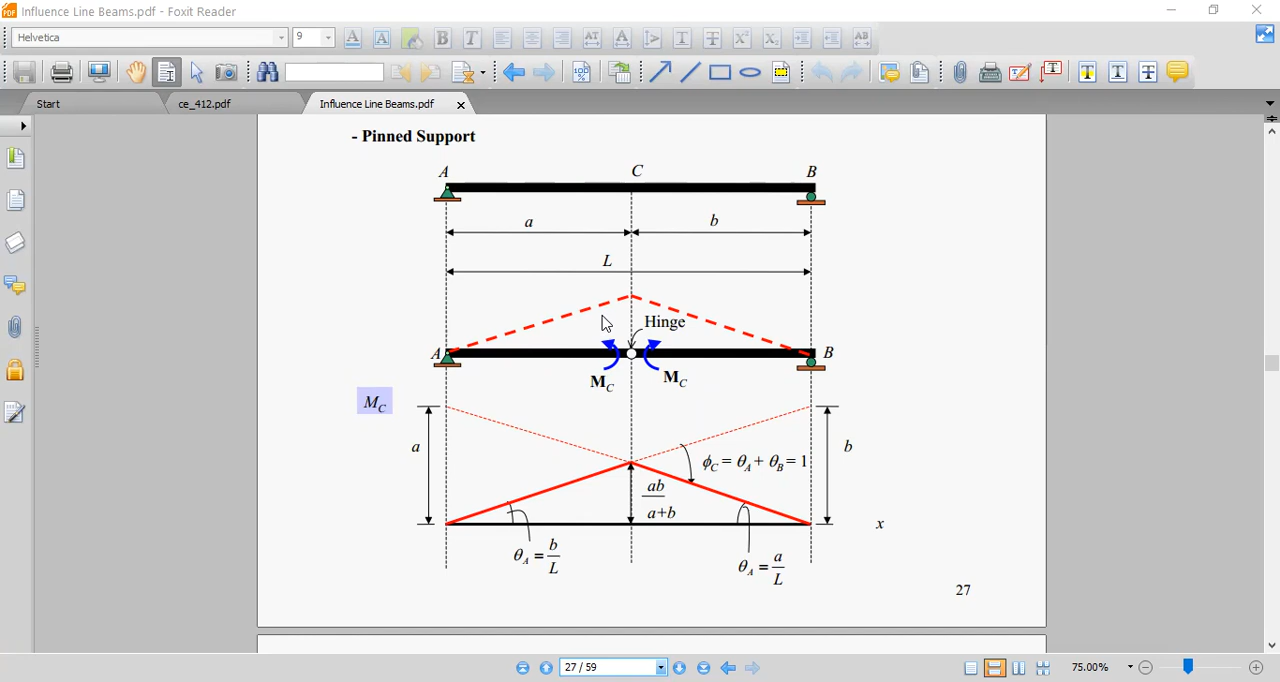 Influence Line Beams.pdf - Foxit Reader
Helvetica 9
Start ce_412.pdf Influence Line Beams.pdf
- Pinned Support
A C B
a b
L
Hinge
A B
M_C M_C
M_C
a b
ϕ_C = θ_A + θ_B = 1
ab
a+b
x
θ_A = b/L
θ_A = a/L
27
27 / 59 75.00%